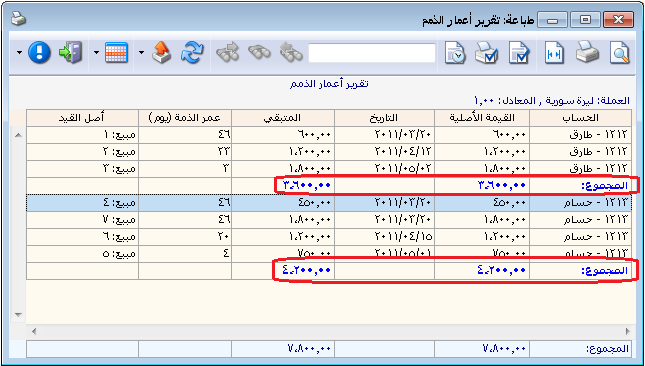 طباعة: تقرير أعمار الذمم
تقرير أعمار الذمم
العملة: ليرة سورية , المعادل: ١,٠٠
الحساب القيمة الأصلية التاريخ المتبقي عمر الذمة (يوم) أصل القيد
١٢١٢ - طارق ٦٠٠,٠٠ ٢٠١١/٠٣/٢٠ ٦٠٠,٠٠ ٤٦ مبيع: ١
١٢١٢ - طارق ١,٢٠٠,٠٠ ٢٠١١/٠٤/١٢ ١,٢٠٠,٠٠ ٢٣ مبيع: ٢
١٢١٢ - طارق ١,٨٠٠,٠٠ ٢٠١١/٠٥/٠٢ ١,٨٠٠,٠٠ ٣ مبيع: ٣
المجموع: ٣,٦٠٠,٠٠ ٣,٦٠٠,٠٠
١٢١٣ - حسام ٤٥٠,٠٠ ٢٠١١/٠٣/٢٠ ٤٥٠,٠٠ ٤٦ مبيع: ٤
١٢١٣ - حسام ١,٨٠٠,٠٠ ٢٠١١/٠٣/٢٠ ١,٨٠٠,٠٠ ٤٦ مبيع: ٧
١٢١٣ - حسام ١,٢٠٠,٠٠ ٢٠١١/٠٤/١٥ ١,٢٠٠,٠٠ ٢٠ مبيع: ٦
١٢١٣ - حسام ٧٥٠,٠٠ ٢٠١١/٠٥/٠١ ٧٥٠,٠٠ ٤ مبيع: ٥
المجموع: ٤,٢٠٠,٠٠ ٤,٢٠٠,٠٠
المجموع: ٧,٨٠٠,٠٠ ٧,٨٠٠,٠٠